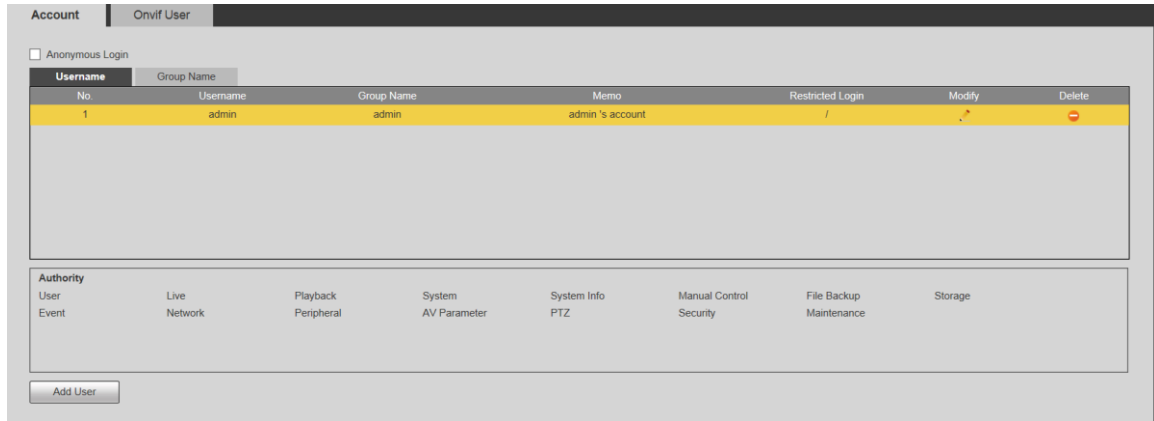 Account Onvif User
Anonymous Login
Username Group Name
No. Username Group Name Memo Restricted Login Modify Delete
1 admin admin admin 's account /
Authority
User Live Playback System System Info Manual Control File Backup Storage
Event Network Peripheral AV Parameter PTZ Security Maintenance
Add User